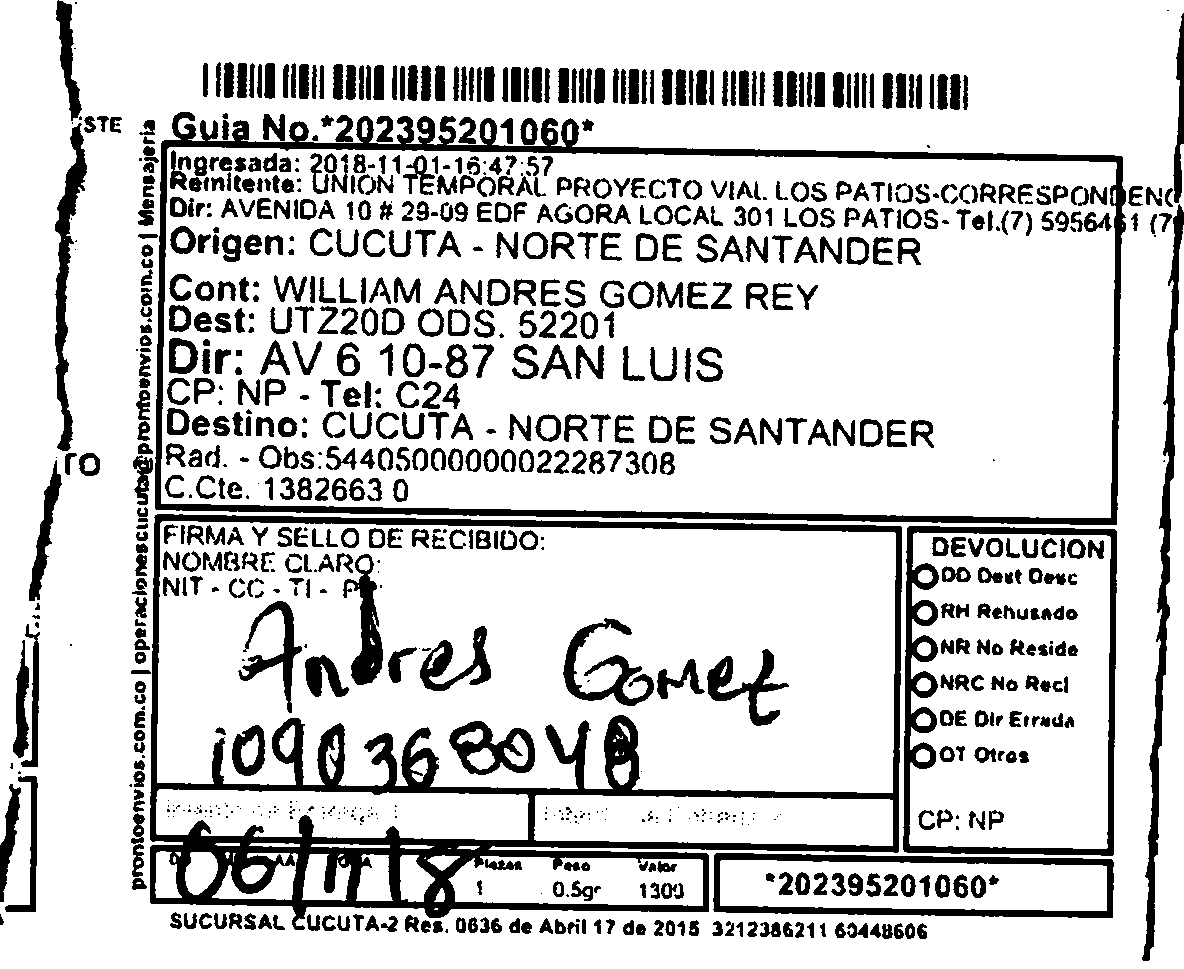 STE
Guia No.*202395201060*
Ingresada: 2018-11-01-16:47:57
Remitente: UNION TEMPORAL PROYECTO VIAL LOS PATIOS-CORRESPONDENC
Dir: AVENIDA 10 # 29-09 EDF AGORA LOCAL 301 LOS PATIOS- Tel.(7) 5956461 (7)
Origen: CUCUTA - NORTE DE SANTANDER
Cont: WILLIAM ANDRES GOMEZ REY
Dest: UTZ20D ODS. 52201
Dir: AV 6 10-87 SAN LUIS
CP: NP - Tel: C24
Destino: CUCUTA - NORTE DE SANTANDER
Rad. - Obs:54405000000022287308
C.Cte. 1382663 0
TO
prontoenvios.com.co | operacionescucuta@prontoenvios.com.co | Mensajeria
FIRMA Y SELLO DE RECIBIDO:
NOMBRE CLARO:
NIT - CC - TI -
Andres Gomez
1090368048
DEVOLUCION
DD Dest Desc
RH Rehusado
NR No Reside
NRC No Recl
DE Dir Errada
OT Otros
CP: NP
06/11/18
Piezas Peso Valor
1 0.5gr 1300
*202395201060*
SUCURSAL CUCUTA-2 Res. 0636 de Abril 17 de 2015 3212386211 60448606